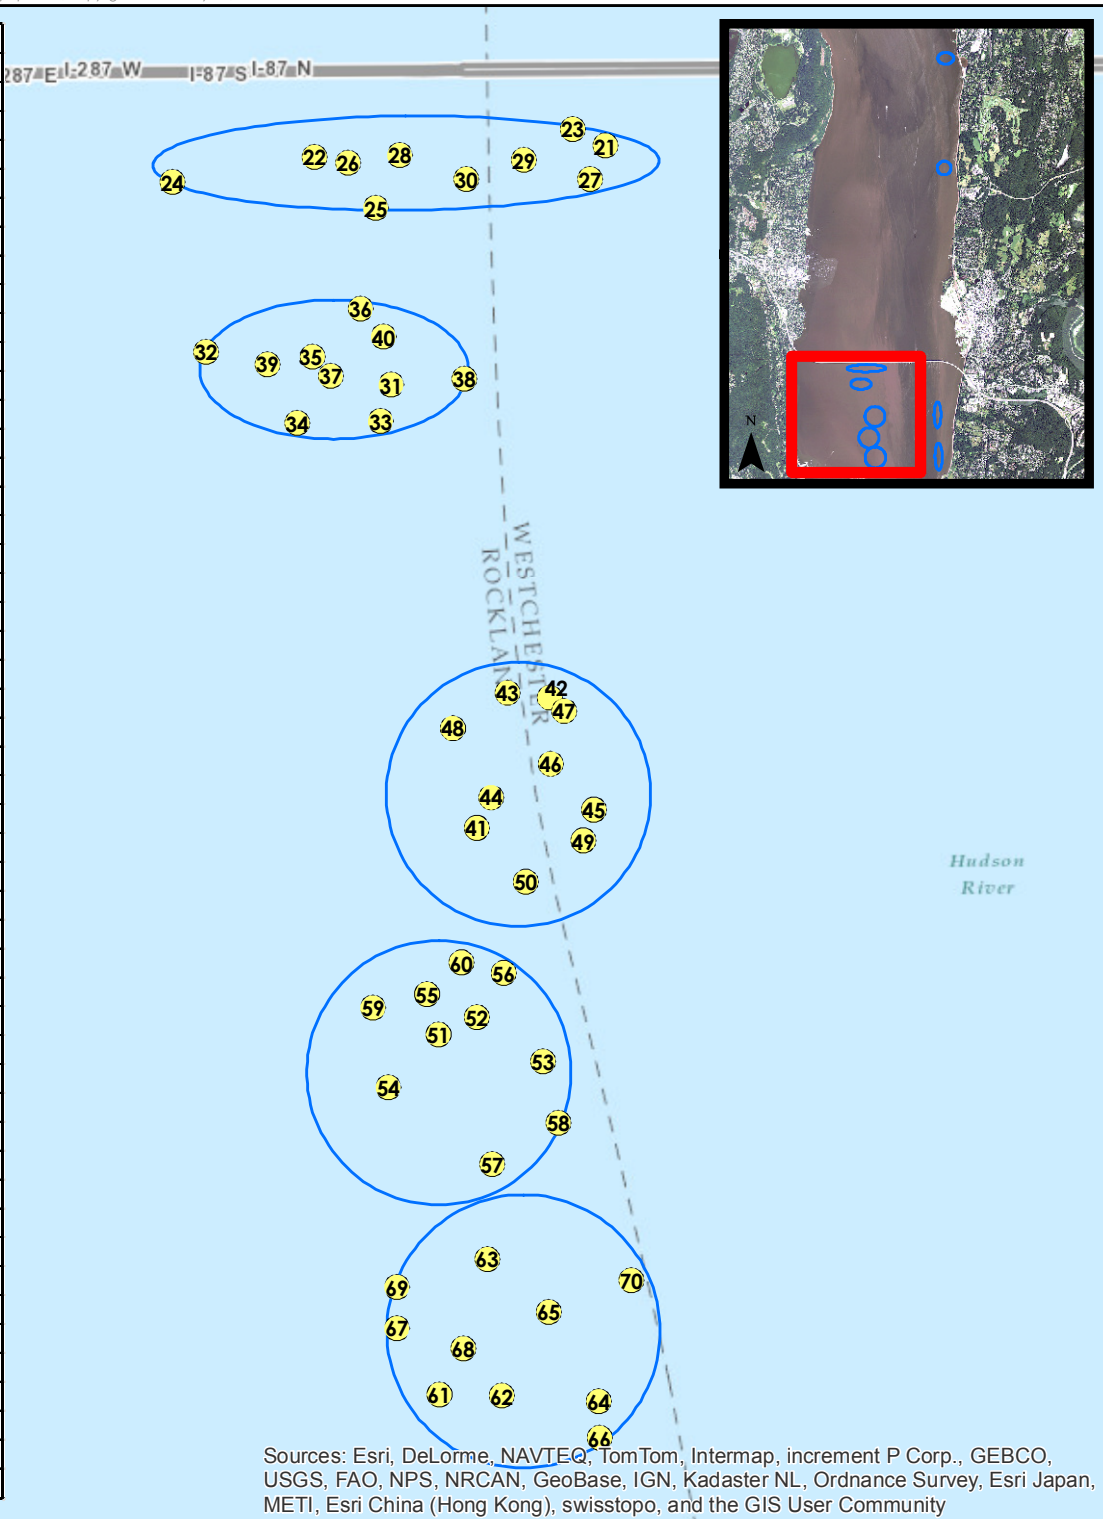 287 E I-287 W I-87 S I-87 N
23
21
22 26 28 29
24 30 27
25
36
32 40
39 35
37 31 38
34 33
N
WESTCHESTER
ROCKLAN
43 42
47
48
46
44 45
41 49
50
Hudson
River
60 56
55
59 52
51
53
54
58
57
63
69 70
65
67
68
61 62 64
66
Sources: Esri, DeLorme, NAVTEQ, TomTom, Intermap, increment P Corp., GEBCO,
USGS, FAO, NPS, NRCAN, GeoBase, IGN, Kadaster NL, Ordnance Survey, Esri Japan,
METI, Esri China (Hong Kong), swisstopo, and the GIS User Community